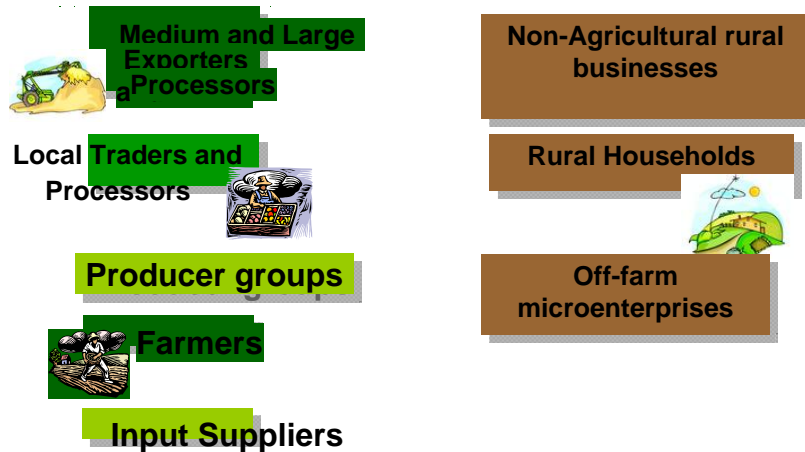 Medium and Large
Exporters
aProcessors
Local Traders and
Processors
Producer groups
Farmers
Input Suppliers
Non-Agricultural rural
businesses
Rural Households
Off-farm
microenterprises